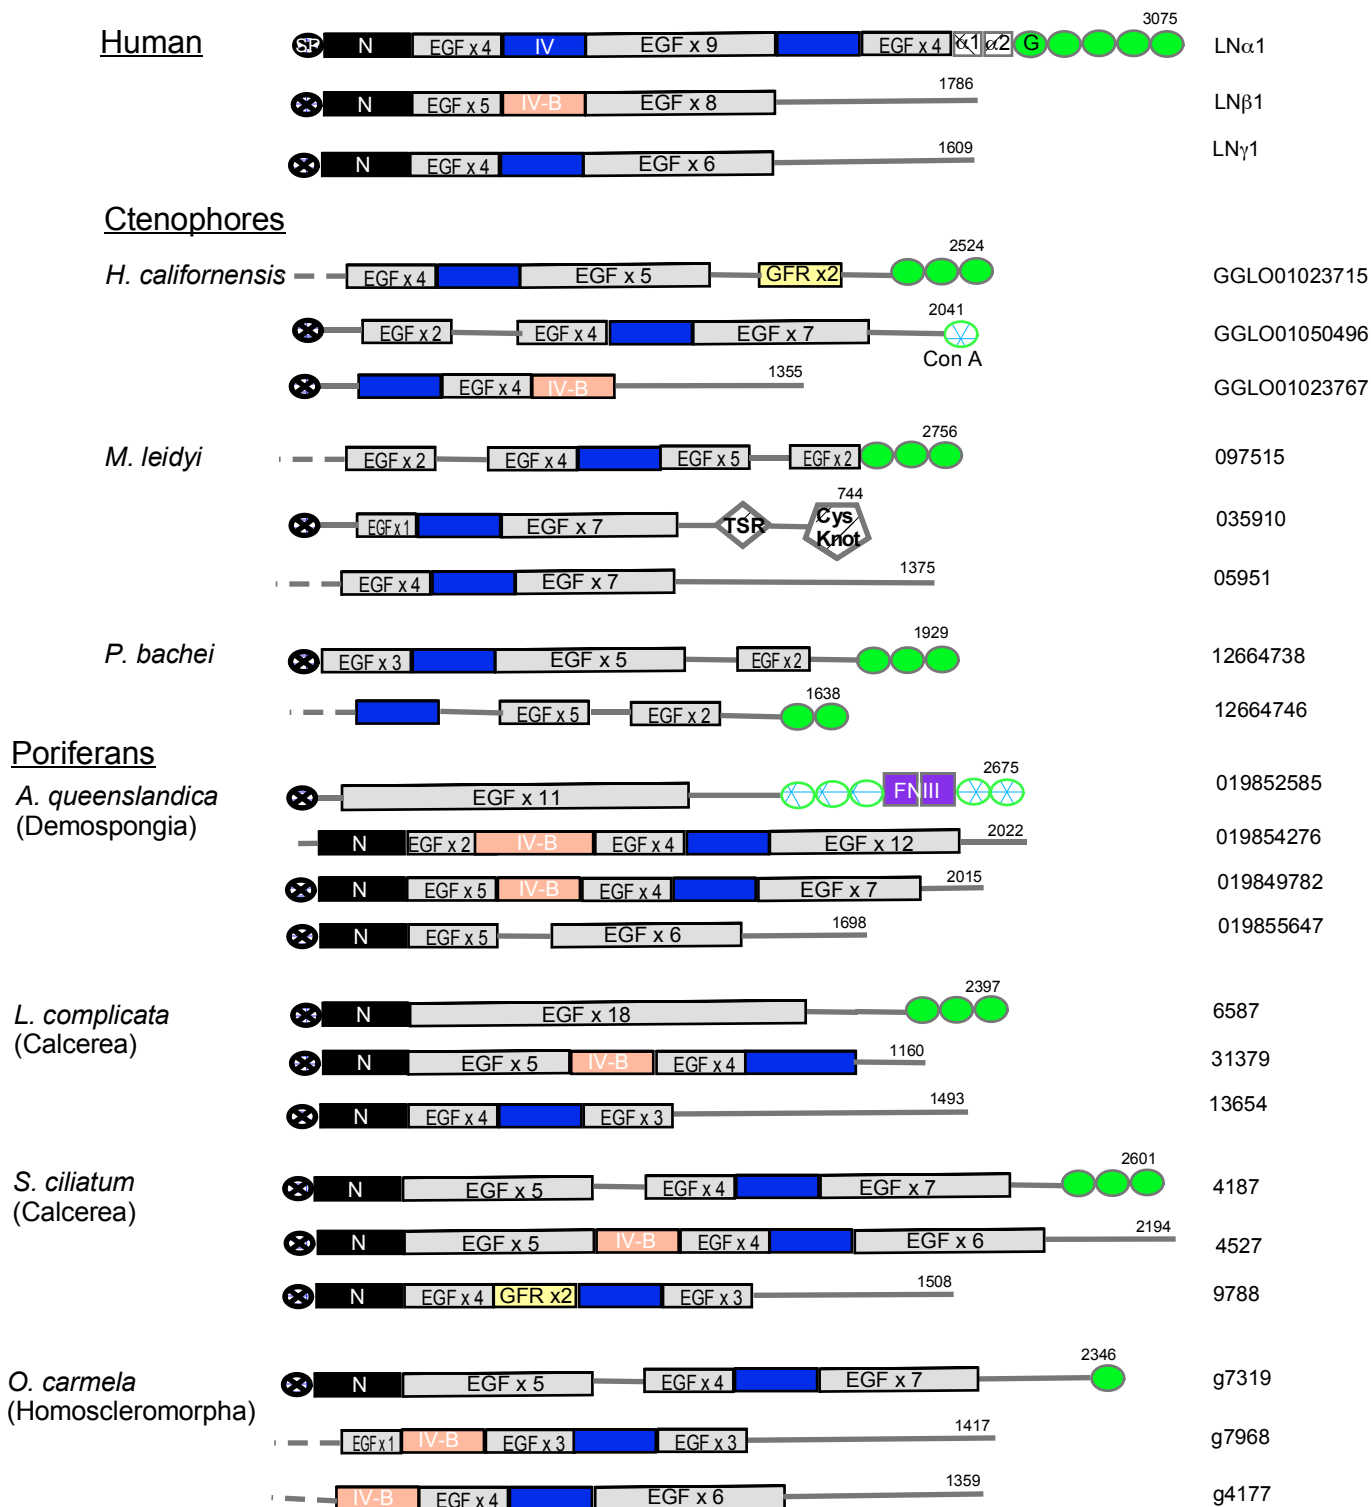 3075
Human SP N EGF x 4 IV EGF x 9 EGF x 4 α1 α2 G LNα1
1786
N EGF x 5 IV-B EGF x 8 LNβ1
1609
N EGF x 4 EGF x 6 LNγ1
Ctenophores
2524
H. californensis EGF x 4 EGF x 5 GFR x2 GGLO01023715
2041
EGF x 2 EGF x 4 EGF x 7 GGLO01050496
Con A
1355
EGF x 4 IV-B GGLO01023767
2756
M. leidyi EGF x 2 EGF x 4 EGF x 5 EGF x 2 097515
744
EGF x 1 EGF x 7 TSR Cys 035910
Knot
1375
EGF x 4 EGF x 7 05951
1929
P. bachei EGF x 3 EGF x 5 EGF x 2 12664738
1638
EGF x 5 EGF x 2 12664746
Poriferans
2675
A. queenslandica EGF x 11 FNIII 019852585
(Demospongia)
2022
N EGF x 2 IV-B EGF x 4 EGF x 12 019854276
2015
N EGF x 5 IV-B EGF x 4 EGF x 7 019849782
1698
N EGF x 5 EGF x 6 019855647
2397
L. complicata N EGF x 18 6587
(Calcerea)
1160
N EGF x 5 IV-B EGF x 4 31379
1493
N EGF x 4 EGF x 3 13654
2601
S. ciliatum N EGF x 5 EGF x 4 EGF x 7 4187
(Calcerea)
2194
N EGF x 5 IV-B EGF x 4 EGF x 6 4527
1508
N EGF x 4 GFR x2 EGF x 3 9788
2346
O. carmela N EGF x 5 EGF x 4 EGF x 7 g7319
(Homoscleromorpha)
1417
EGF x 1 IV-B EGF x 3 EGF x 3 g7968
1359
IV-B EGF x 4 EGF x 6 g4177